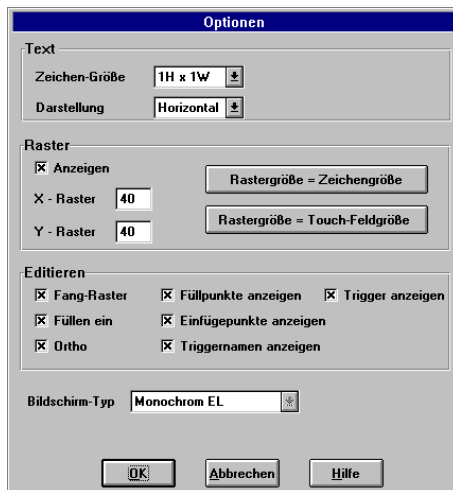 Optionen
Text
Zeichen-Größe 1H x 1W
Darstellung Horizontal
Raster
Anzeigen
Rastergröße = Zeichengröße
X - Raster 40
Rastergröße = Touch-Feldgröße
Y - Raster 40
Editieren
Fang-Raster Füllpunkte anzeigen Trigger anzeigen
Füllen ein Einfügepunkte anzeigen
Ortho Triggernamen anzeigen
Bildschirm-Typ Monochrom EL
OK Abbrechen Hilfe